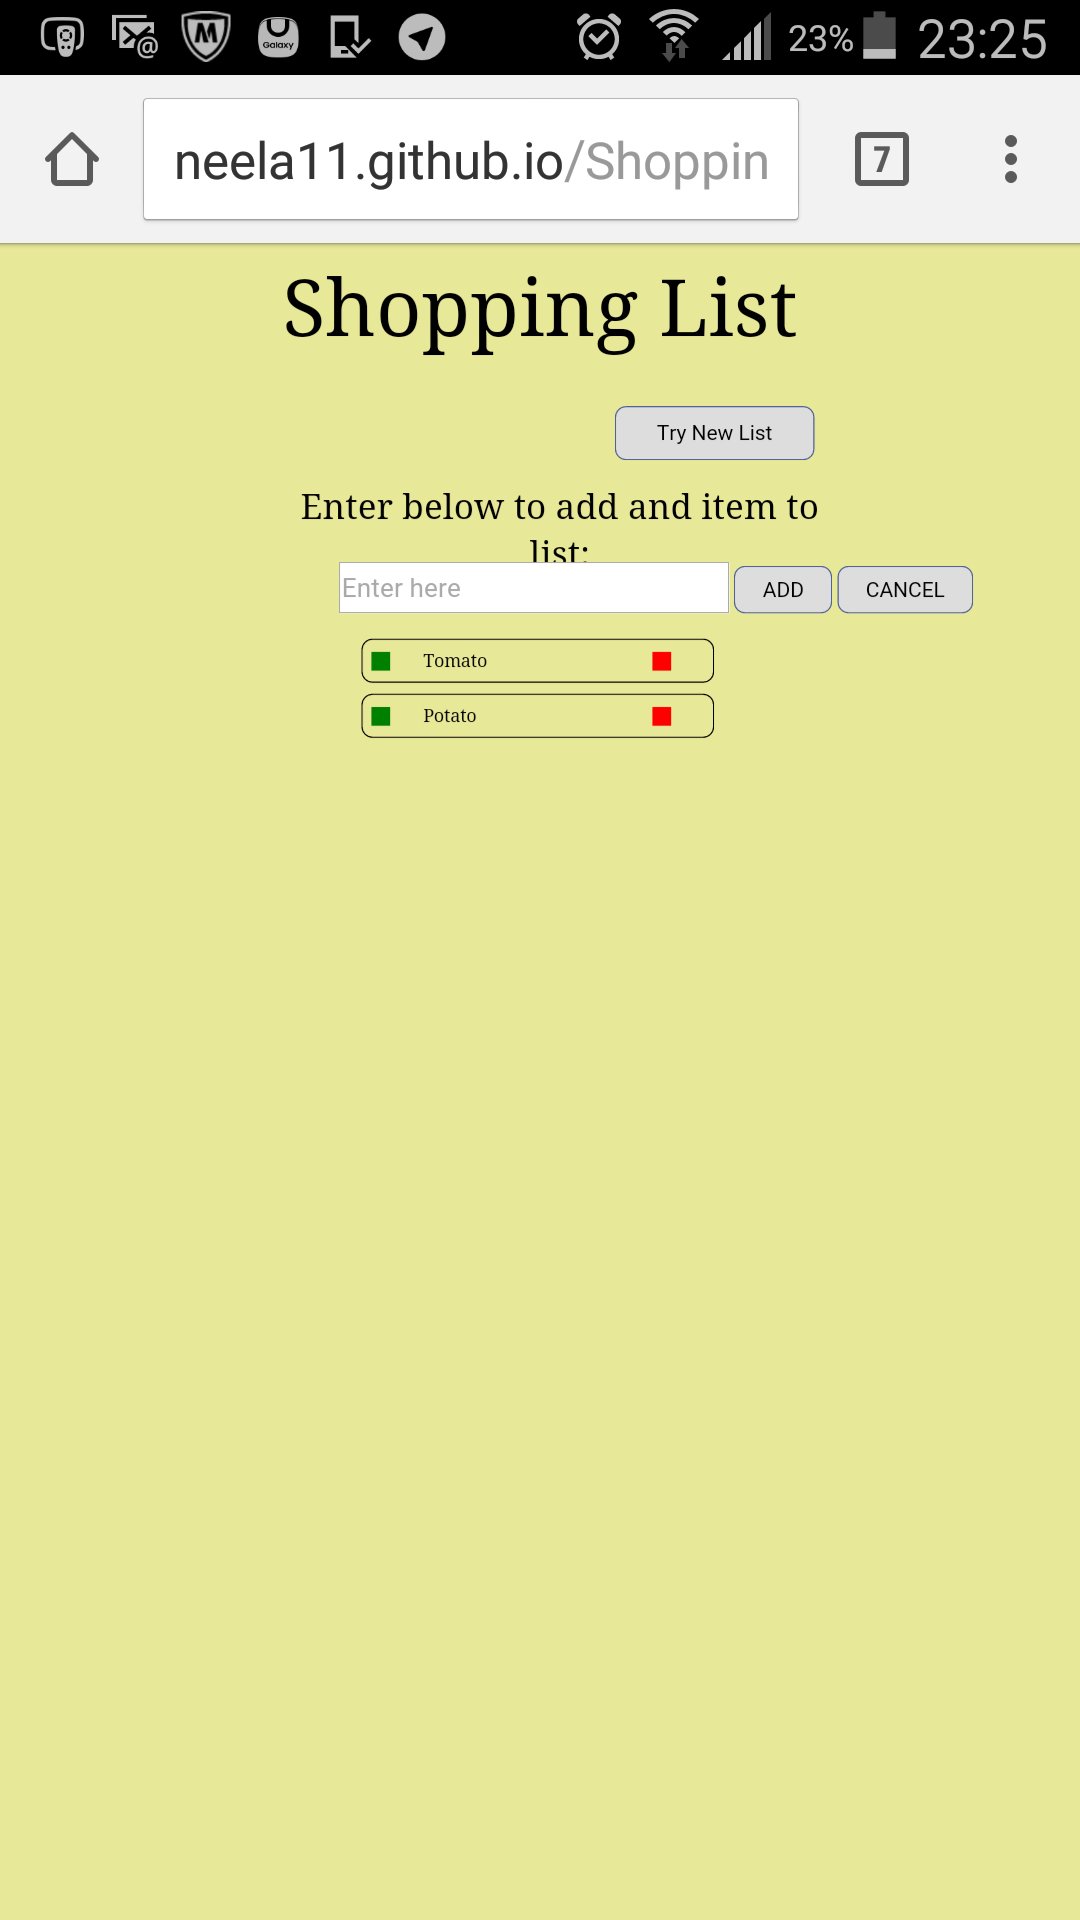 @ M Galaxy 23% 23:25
neela11.github.io/Shoppin 7
Shopping List
Try New List
Enter below to add and item to
list:
Enter here ADD CANCEL
Tomato
Potato